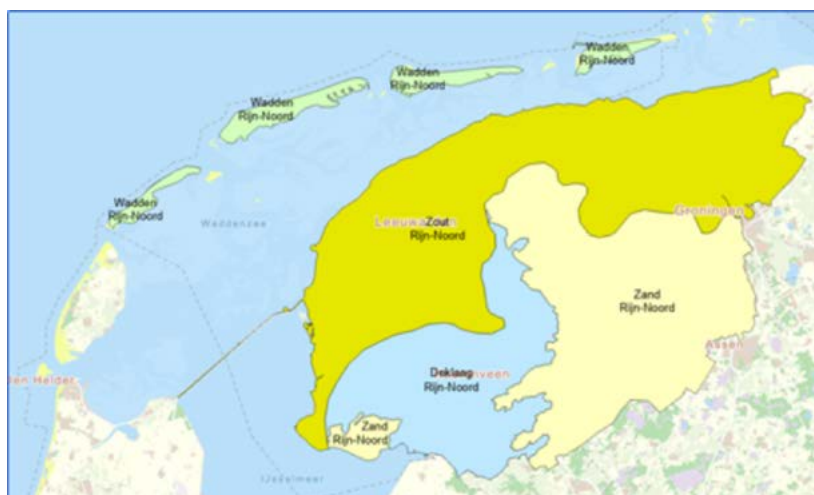 Wadden
Rijn-Noord
Wadden
Rijn-Noord
Wadden
Rijn-Noord
Wadden
Rijn-Noord
Waddenzee
Zout
Rijn-Noord
Groningen
Zand
Rijn-Noord
Assen
Den Helder
Deklaag
Rijn-Noord
Zand
Rijn-Noord
IJsselmeer